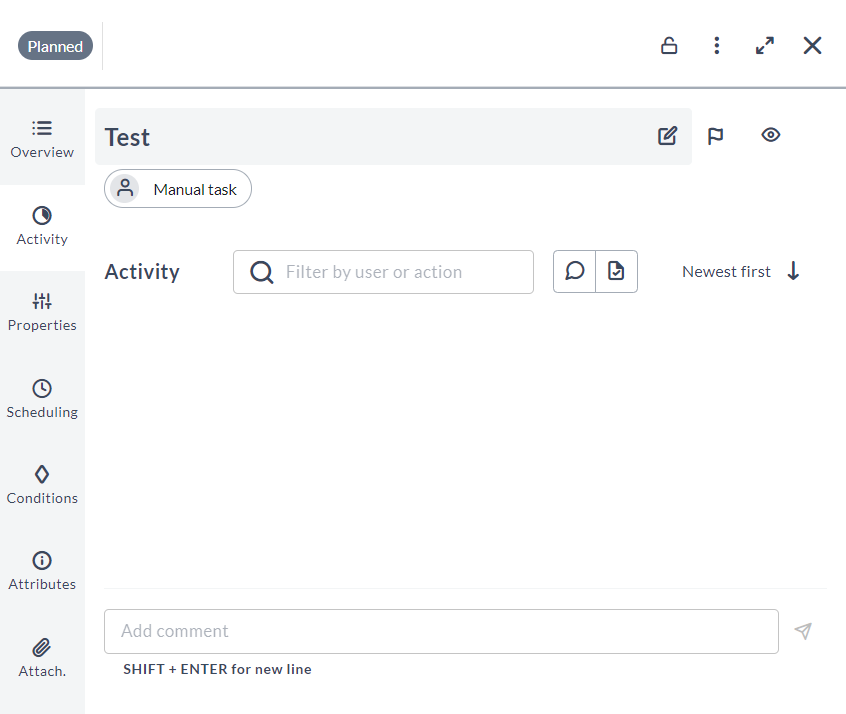 Planned
Overview
Activity
Properties
Scheduling
Conditions
Attributes
Attach.
Test
Manual task
Activity
Filter by user or action
Newest first
Add comment
SHIFT + ENTER for new line